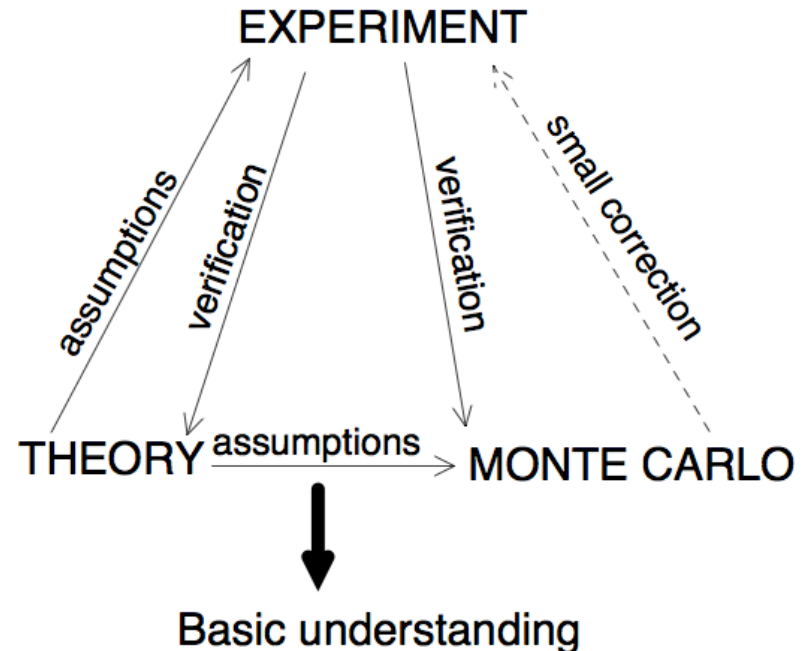 EXPERIMENT
assumptions
verification
verification
small correction
THEORY
assumptions
MONTE CARLO
Basic understanding